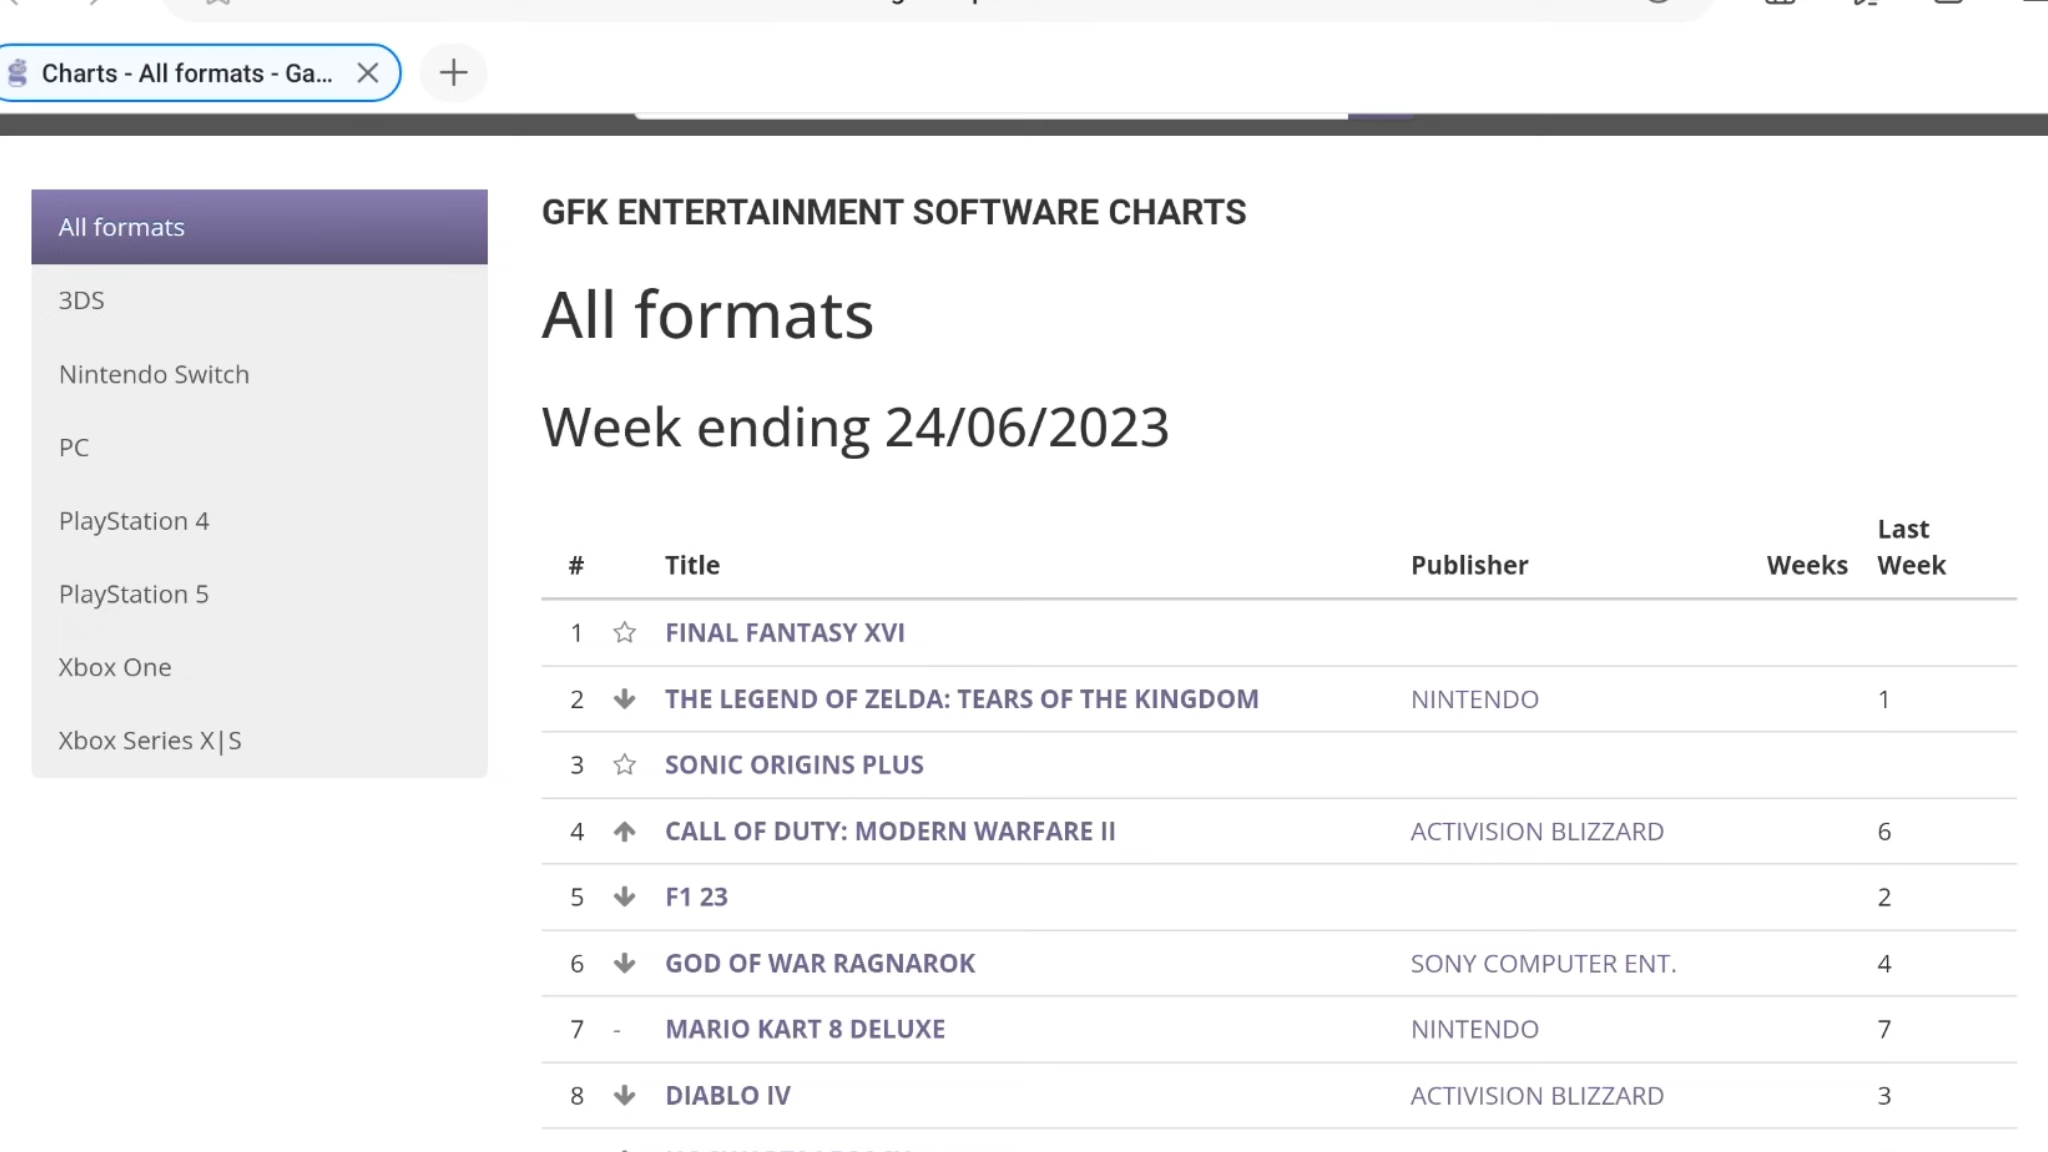 Charts - All formats - Ga...
All formats
3DS
Nintendo Switch
PC
PlayStation 4
PlayStation 5
Xbox One
Xbox Series X|S
GFK ENTERTAINMENT SOFTWARE CHARTS
All formats
Week ending 24/06/2023
# Title Publisher Weeks Last Week
1 FINAL FANTASY XVI
2 THE LEGEND OF ZELDA: TEARS OF THE KINGDOM NINTENDO 1
3 SONIC ORIGINS PLUS
4 CALL OF DUTY: MODERN WARFARE II ACTIVISION BLIZZARD 6
5 F1 23 2
6 GOD OF WAR RAGNAROK SONY COMPUTER ENT. 4
7 - MARIO KART 8 DELUXE NINTENDO 7
8 DIABLO IV ACTIVISION BLIZZARD 3